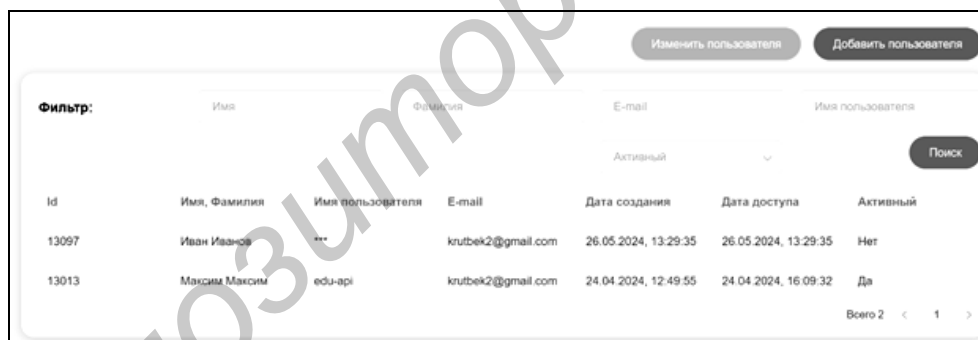 Изменить пользователя Добавить пользователя
Фильтр: Имя Фамилия E-mail Имя пользователя
Активный Поиск
Id Имя, Фамилия Имя пользователя E-mail Дата создания Дата доступа Активный
13097 Иван Иванов *** krutbek2@gmail.com 26.05.2024, 13:29:35 26.05.2024, 13:29:35 Нет
13013 Максим Максим edu-api krutbek2@gmail.com 24.04.2024, 12:49:55 24.04.2024, 16:09:32 Да
Всего 2 < 1 >
позитор